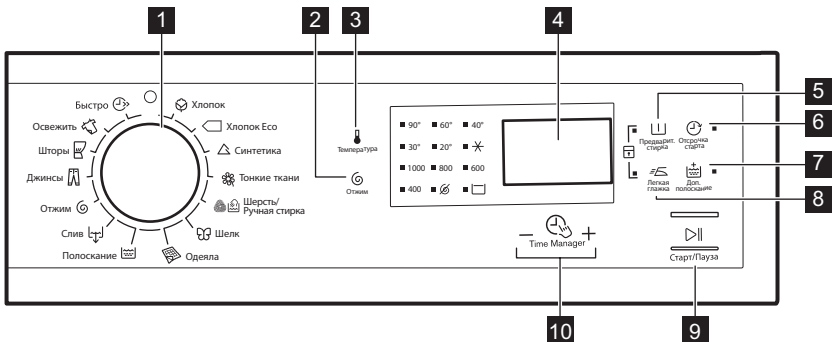 1
2
3
4
5
6
7
8
9
10
Быстро
Освежить
Шторы
Джинсы
Отжим
Слив
Полоскание
Хлопок
Хлопок Eco
Синтетика
Тонкие ткани
Шерсть/
Ручная стирка
Шелк
Одеяла
Температура
Отжим
90° 60° 40°
30° 20°
1000 800 600
400
Time Manager
Предварит.
стирка
Отсрочка
старта
Легкая
глажка
Доп.
полоскание
Старт/Пауза